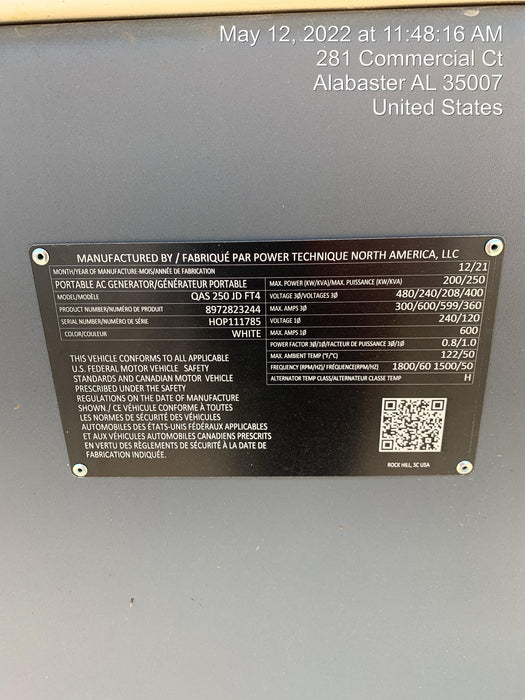 May 12, 2022 at 11:48:16 AM
281 Commercial Ct
Alabaster AL 35007
United States
MANUFACTURED BY / FABRIQUÉ PAR POWER TECHNIQUE NORTH AMERICA, LLC
MONTH/YEAR OF MANUFACTURE-MOIS/ANNÉE DE FABRICATION 12/21
PORTABLE AC GENERATOR/GÉNÉRATEUR PORTABLE
MODEL/MODÈLE QAS 250 JD FT4
PRODUCT NUMBER/NUMÉRO DE PRODUIT 8972823244
SERIAL NUMBER/NUMÉRO DE SÉRIE HOP111785
COLOR/COULEUR WHITE
MAX. POWER (KW/KVA)/MAX. PUISSANCE (KW/KVA) 200/250
VOLTAGE 3Ø/VOLTAGES 3Ø 480/240/208/400
MAX. AMPS 3Ø 300/600/599/360
VOLTAGE 1Ø 240/120
MAX. AMPS 1Ø 600
POWER FACTOR 3Ø/1Ø/FACTEUR DE PUISSANCE 3Ø/1Ø 0.8/1.0
MAX. AMBIENT TEMP (°F/°C) 122/50
FREQUENCY (RPM/HZ)/ FRÉQUENCE(RPM/HZ) 1800/60 1500/50
ALTERNATOR TEMP CLASS/ALTERNATEUR CLASSE TEMP H
THIS VEHICLE CONFORMS TO ALL APPLICABLE
U.S. FEDERAL MOTOR VEHICLE SAFETY
STANDARDS AND CANADIAN MOTOR VEHICLE
PRESCRIBED UNDER THE SAFETY
REGULATIONS ON THE DATE OF MANUFACTURE
SHOWN./ CE VÉHICULE CONFORME À TOUTES
LES NORMES DE SÉCURITÉ DES VÉHICULES
AUTOMOBILES DES ÉTATS-UNIS FÉDÉRAUX APPLICABLES
ET AUX VÉHICULES AUTOMOBILES CANADIENS PRESCRITS
EN VERTU DES RÈGLEMENTS DE SÉCURITÉ À LA DATE DE
FABRICATION INDIQUÉE.
ROCK HILL, SC USA